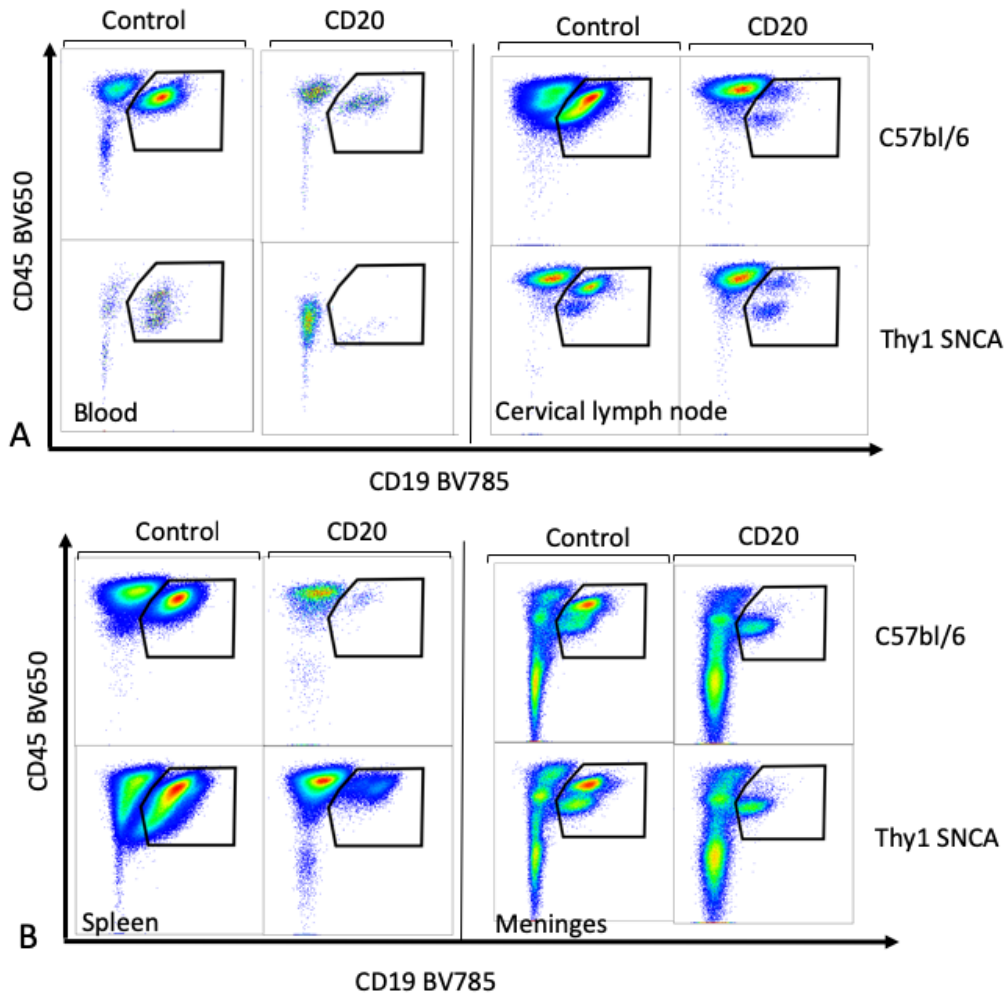 Control
CD20
Control
CD20
C57bl/6
Thy1 SNCA
CD45 BV650
Blood
Cervical lymph node
A
CD19 BV785
Control
CD20
Control
CD20
C57bl/6
Thy1 SNCA
CD45 BV650
Spleen
Meninges
B
CD19 BV785